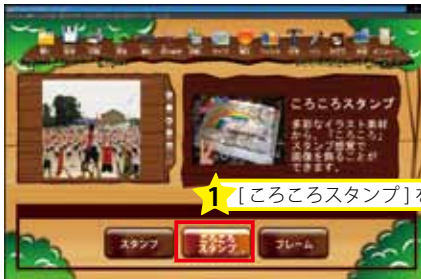 ころころスタンプ
多彩なイラスト素材
から、「ころころ」
スタンプ感覚で
画像を飾ることが
できます。
1 [ ころころスタンプ ] を
スタンプ
ころころ
スタンプ
フレーム